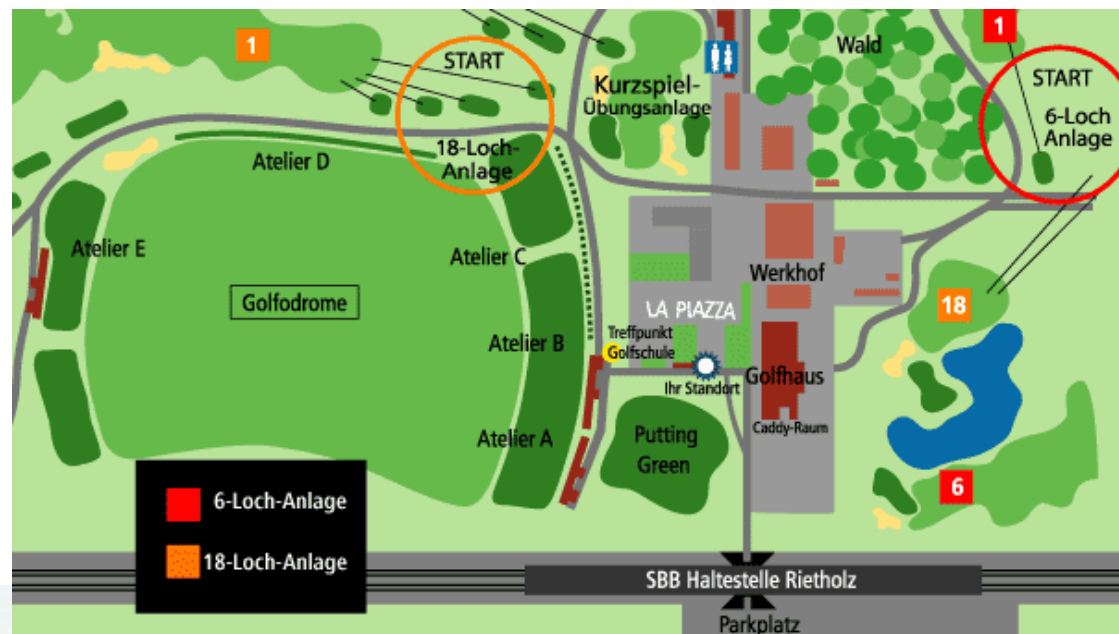 1
START
18-Loch-
Anlage
Kurzspiel-
Übungsanlage
Wald
1
START
6-Loch
Anlage
Atelier D
Atelier E
Atelier C
Golfodrome
Werkhof
18
LA PIAZZA
Treffpunkt
Golfschule
Atelier B
Ihr Standort
Golfhaus
Caddy-Raum
Atelier A
Putting
Green
6
6-Loch-Anlage
18-Loch-Anlage
SBB Haltestelle Rietholz
Parkplatz